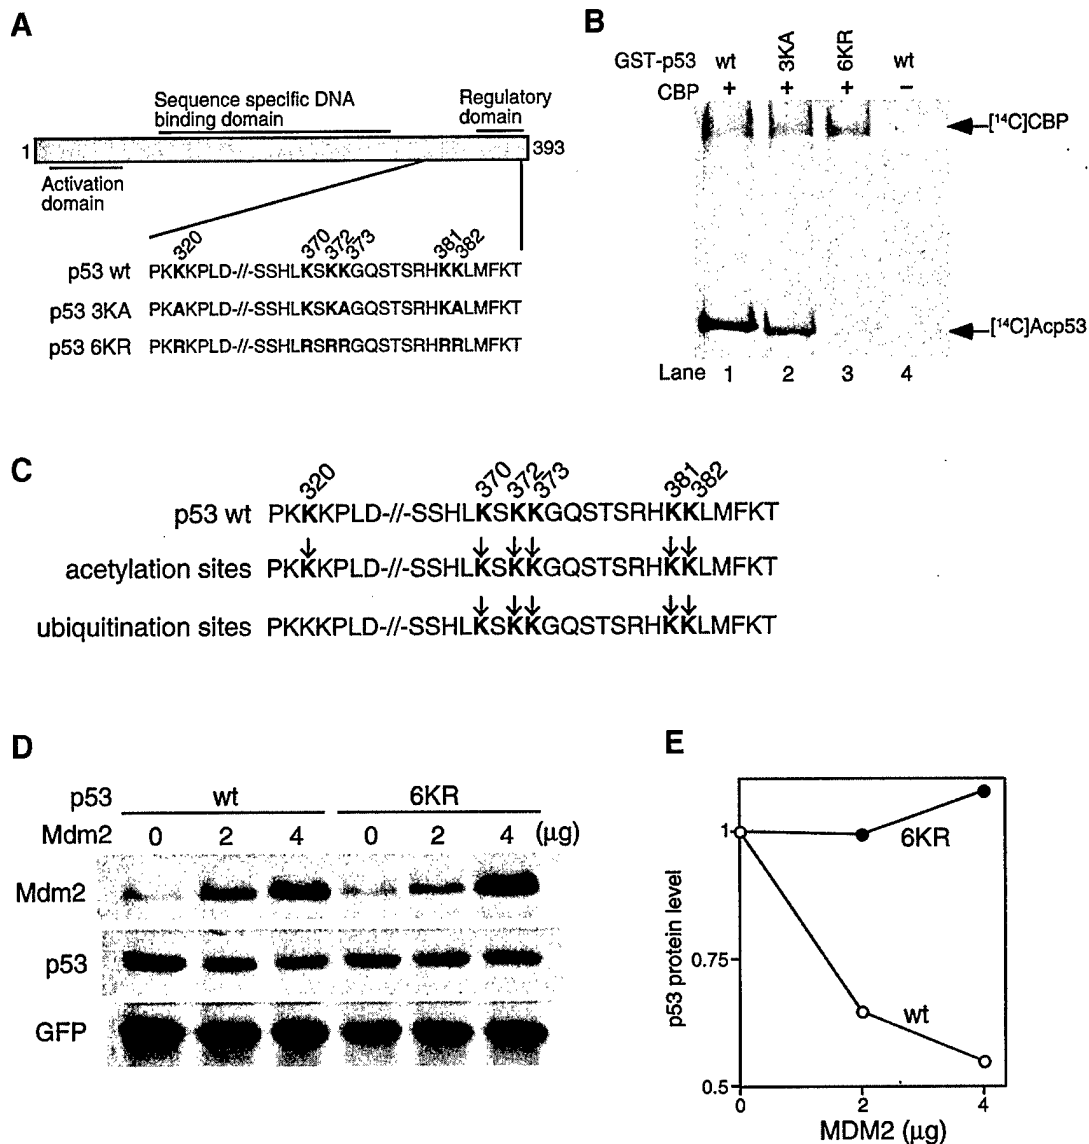 A
Sequence specific DNA
binding domain
Regulatory
domain
1
393
Activation
domain
320
370
372
373
381
382
p53 wt PKKKPLD-//-SSHLKSKKGQSTSRHKKLMFKT
p53 3KA PKAKPLD-//-SSHLKSKAGQSTSRHKALMFKT
p53 6KR PKRKPLD-//-SSHLRSRRGQSTSRHRRLMFKT
B
GST-p53 wt 3KA 6KR wt
CBP + + + –
[¹⁴C]CBP
[¹⁴C]Acp53
Lane 1 2 3 4
C
320 370 372 373 381 382
p53 wt PKKKPLD-//-SSHLKSKKGQSTSRHKKLMFKT
acetylation sites PKKKPLD-//-SSHLKSKKGQSTSRHKKLMFKT
ubiquitination sites PKKKPLD-//-SSHLKSKKGQSTSRHKKLMFKT
D
p53 wt 6KR
Mdm2 0 2 4 0 2 4 (µg)
Mdm2
p53
GFP
E
p53 protein level
1
0.75
0.5
6KR
wt
0 2 4
MDM2 (µg)